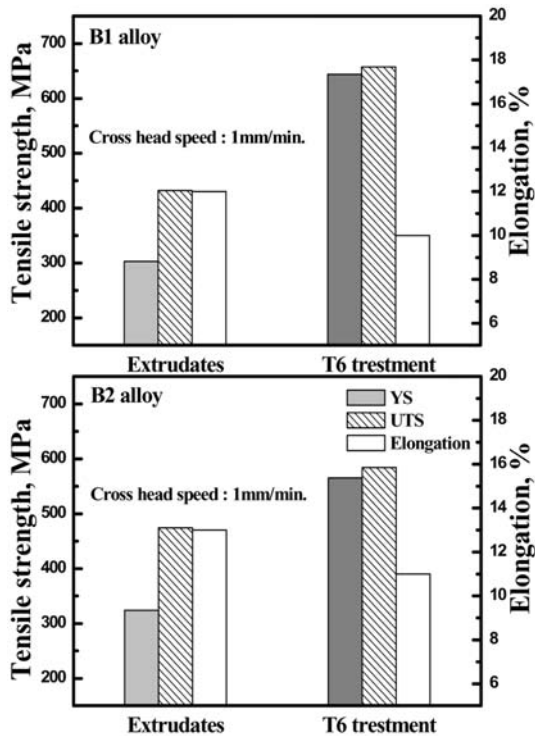 B1 alloy
Cross head speed : 1mm/min.
Tensile strength, MPa
700
600
500
400
300
200
Elongation, %
20
18
16
14
12
10
8
6
Extrudates T6 trestment
B2 alloy
YS
UTS
Elongation
Cross head speed : 1mm/min.
Tensile strength, MPa
700
600
500
400
300
200
Elongation, %
20
18
16
14
12
10
8
6
Extrudates T6 trestment